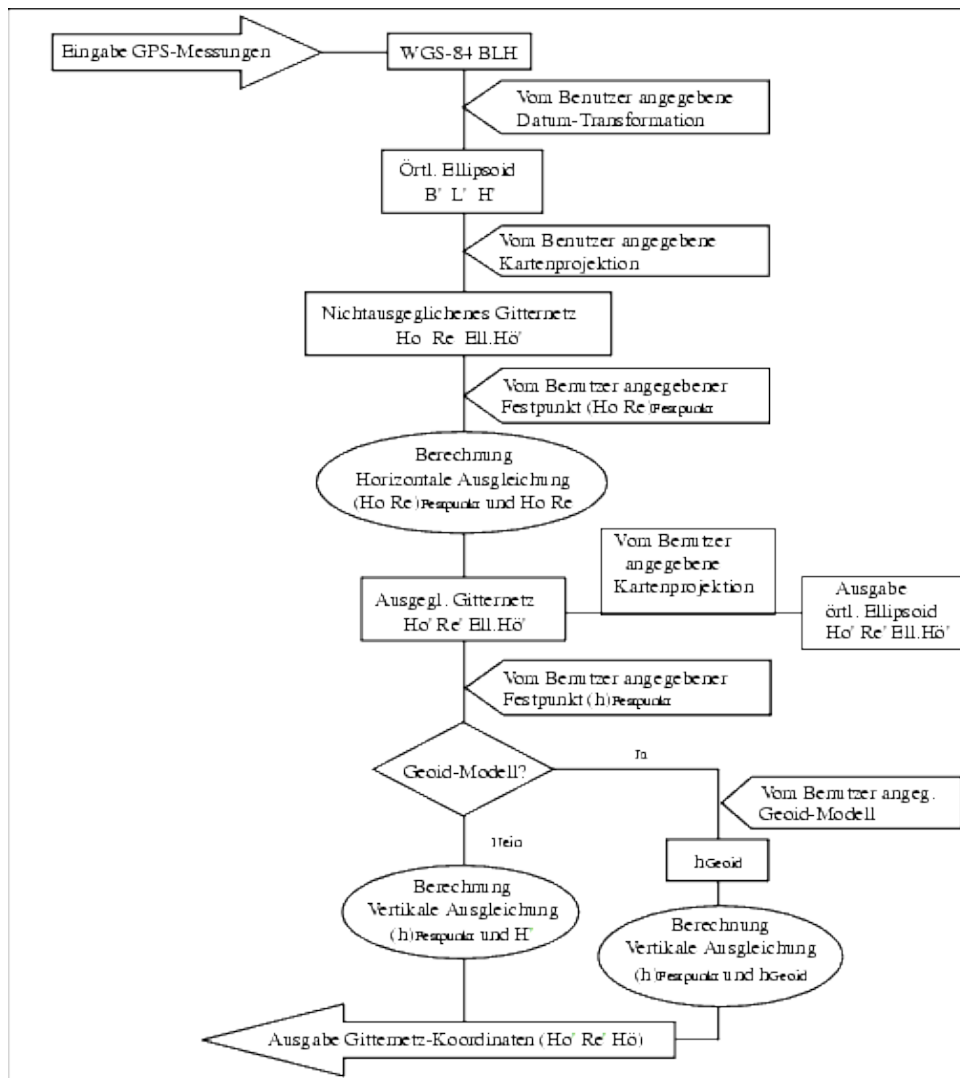 Eingabe GPS-Messungen
WGS-84 BLH
Vom Benutzer angegebene
Datum-Transformation
Örtl. Ellipsoid
B' L' H'
Vom Benutzer angegebene
Kartenprojektion
Nichtausgeglichenes Gitternetz
Ho Re Ell.Hö'
Vom Benutzer angegebener
Festpunkt (Ho Re)Festpunkt
Berechnung
Horizontale Ausgleichung
(Ho Re)Festpunkt und Ho Re
Vom Benutzer
angegebene
Kartenprojektion
Ausgegl. Gitternetz
Ho' Re' Ell.Hö'
Ausgabe
örtl. Ellipsoid
Ho' Re' Ell.Hö'
Vom Benutzer angegebener
Festpunkt (h)Festpunkt
Geoid-Modell?
Ja
Vom Benutzer angeg.
Geoid-Modell
Nein
hGeoid
Berechnung
Vertikale Ausgleichung
(h)Festpunkt und H'
Berechnung
Vertikale Ausgleichung
(h)Festpunkt und hGeoid
Ausgabe Gitternetz-Koordinaten (Ho' Re' Hö)